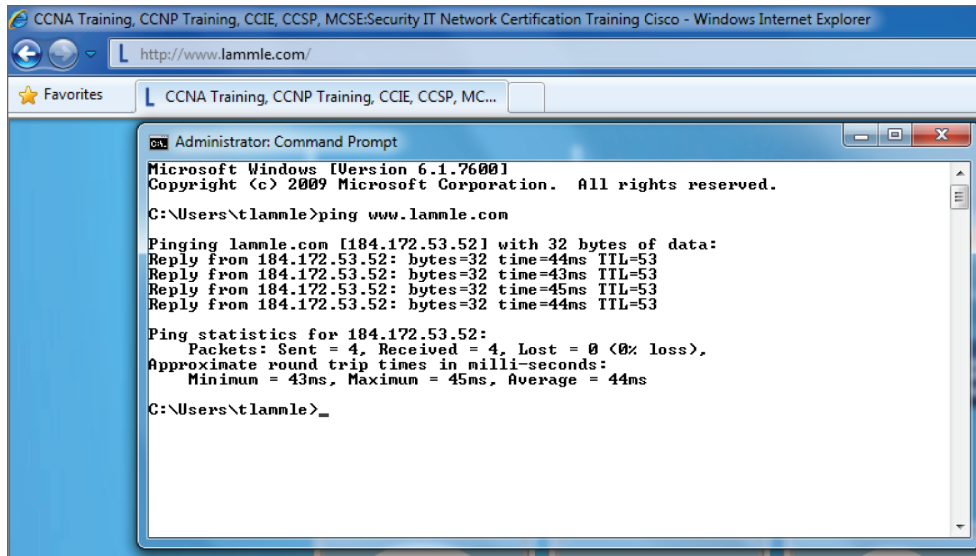 CCNA Training, CCNP Training, CCIE, CCSP, MCSE:Security IT Network Certification Training Cisco - Windows Internet Explorer
L http://www.lammle.com/
Favorites
L CCNA Training, CCNP Training, CCIE, CCSP, MC...
C:\. Administrator: Command Prompt
Microsoft Windows [Version 6.1.7600]
Copyright (c) 2009 Microsoft Corporation.  All rights reserved.
C:\Users\tlammle>ping www.lammle.com
Pinging lammle.com [184.172.53.52] with 32 bytes of data:
Reply from 184.172.53.52: bytes=32 time=44ms TTL=53
Reply from 184.172.53.52: bytes=32 time=43ms TTL=53
Reply from 184.172.53.52: bytes=32 time=45ms TTL=53
Reply from 184.172.53.52: bytes=32 time=44ms TTL=53
Ping statistics for 184.172.53.52:
    Packets: Sent = 4, Received = 4, Lost = 0 (0% loss),
Approximate round trip times in milli-seconds:
    Minimum = 43ms, Maximum = 45ms, Average = 44ms
C:\Users\tlammle>_